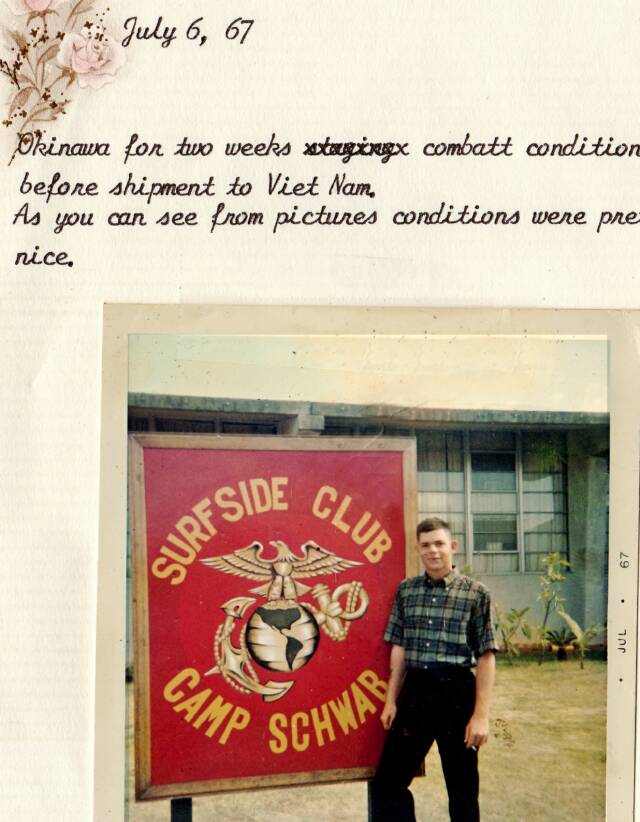 July 6, 67
Okinawa for two weeks combatt condition
before shipment to Viet Nam.
As you can see from pictures conditions were pre
nice.
SURFSIDE CLUB
CAMP SCHWAB
JUL • 67